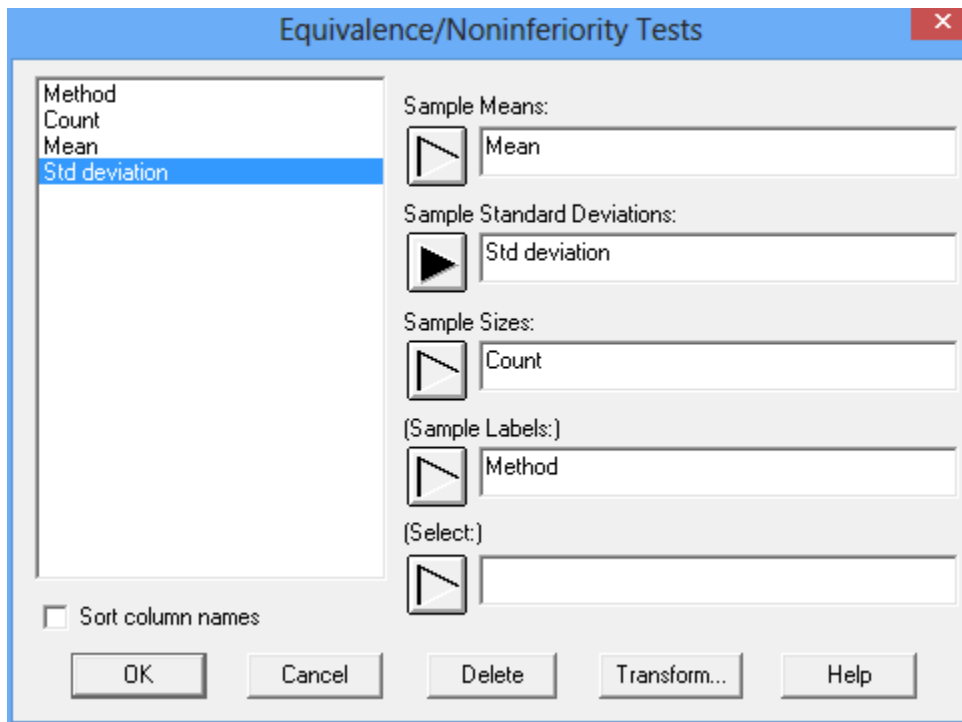 Equivalence/Noninferiority Tests
Method
Count
Mean
Std deviation
Sample Means:
Mean
Sample Standard Deviations:
Std deviation
Sample Sizes:
Count
(Sample Labels:)
Method
(Select:)
Sort column names
OK
Cancel
Delete
Transform...
Help